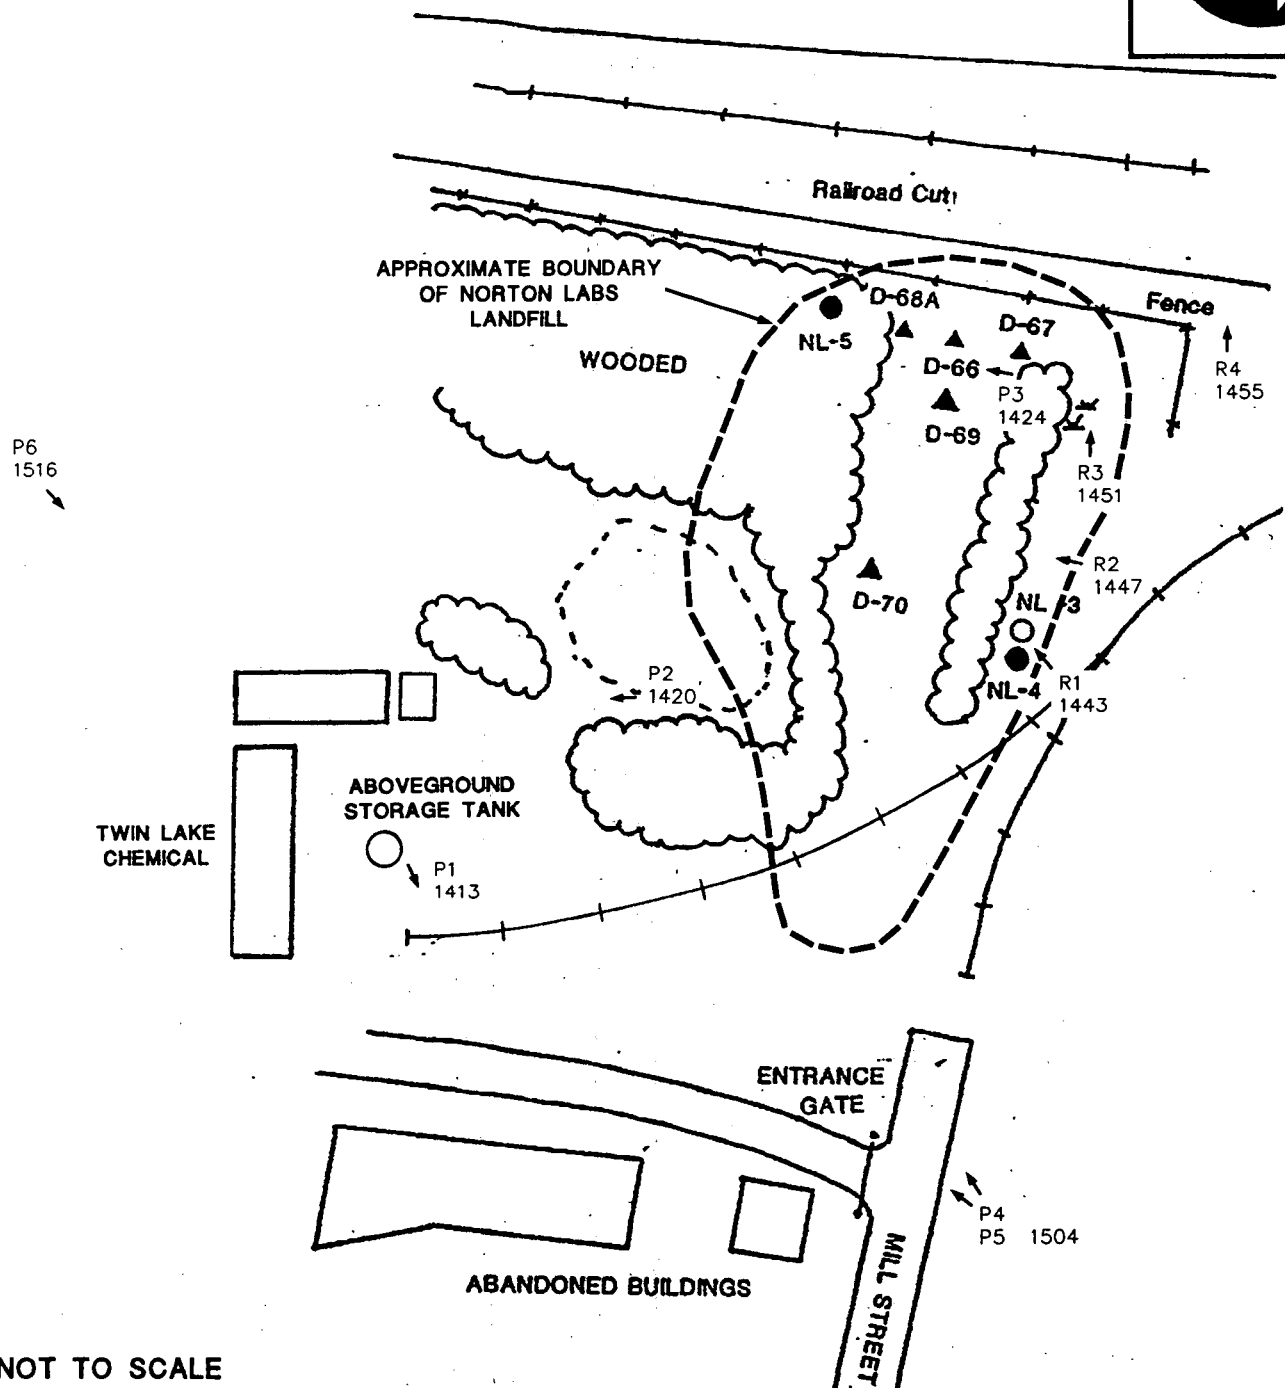 Railroad Cut
APPROXIMATE BOUNDARY
OF NORTON LABS
LANDFILL
Fence
D-68A
D-67
NL-5
WOODED
D-66
R4
1455
P3
1424
D-69
P6
1516
R3
1451
R2
1447
D-70
NL-3
P2
1420
NL-4
R1
1443
ABOVEGROUND
STORAGE TANK
TWIN LAKE
CHEMICAL
P1
1413
ENTRANCE
GATE
P4
P5 1504
MILL STREET
ABANDONED BUILDINGS
NOT TO SCALE